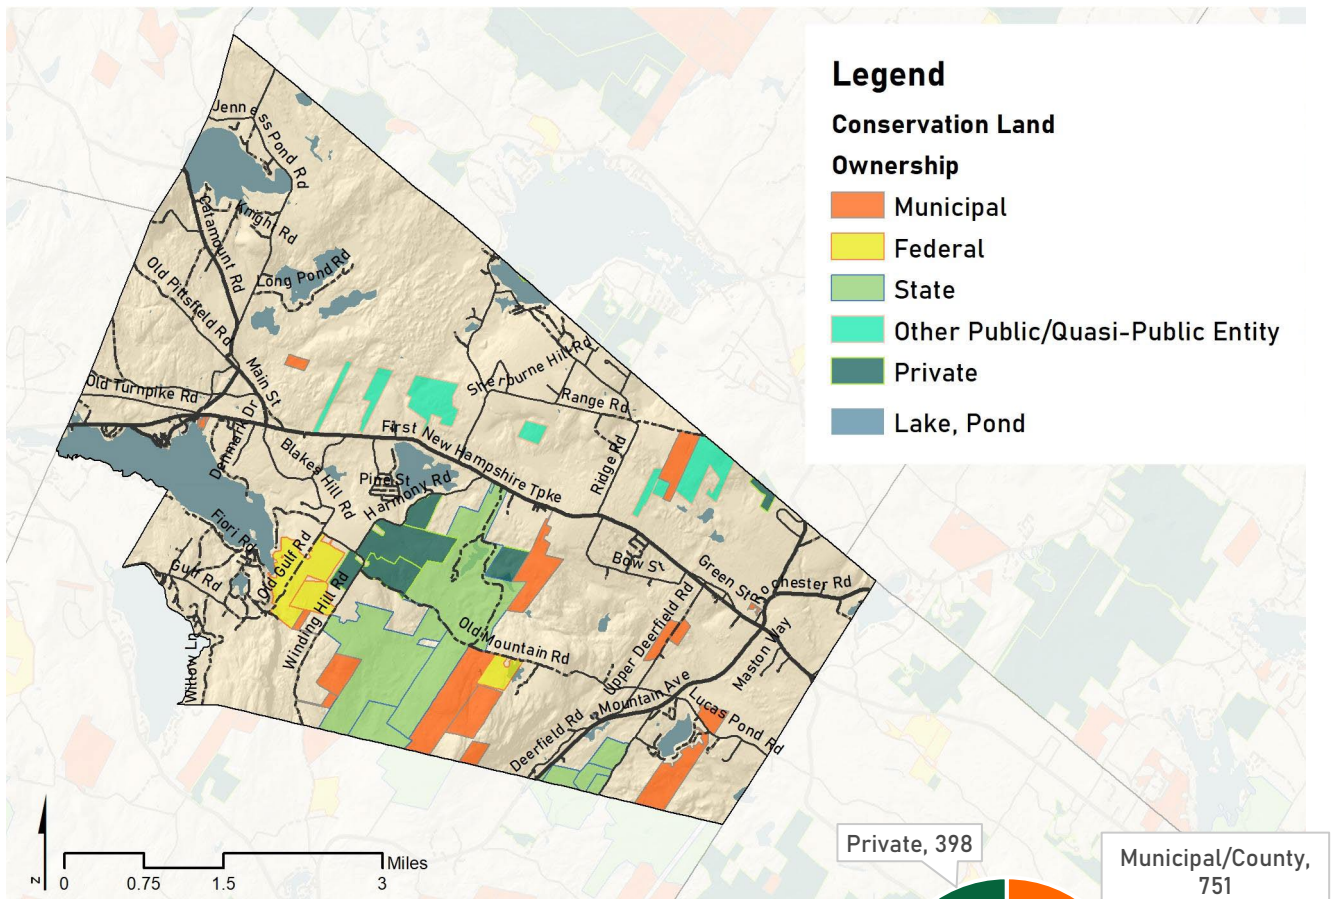 Legend
Conservation Land
Ownership
Municipal
Federal
State
Other Public/Quasi-Public Entity
Private
Lake, Pond
Jenness Pond Rd
Catamount Rd
Knight Rd
Long Pond Rd
Old Pittsfield Rd
Main St
Old Turnpike Rd
Sherburne Hill Rd
Range Rd
Denmark Dr
First New Hampshire Tpke
Blakes Hill Rd
Pine St
Harmony Rd
Ridge Rd
Fiori Rd
Gulf Rd
Old Gulf Rd
Bow St
Green St
Rochester Rd
Winding Hill Rd
Willow Ln
Old Mountain Rd
Upper Deerfield Rd
Maston Way
Mountain Ave
Lucas Pond Rd
Deerfield Rd
Z
0
0.75
1.5
3
Miles
Private, 398
Municipal/County,
751